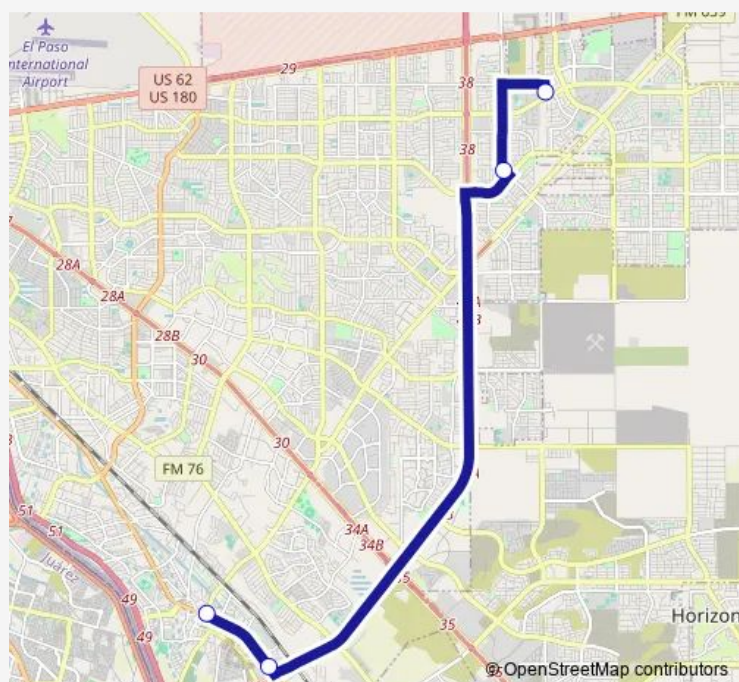 FM 659
El Paso
International
Airport
US 62
US 180
29
38
38
28A
28A
28B
30
30
FM 76
34A
34B
35
51
51
Juárez
49
49
35
Horizon
© OpenStreetMap contributors